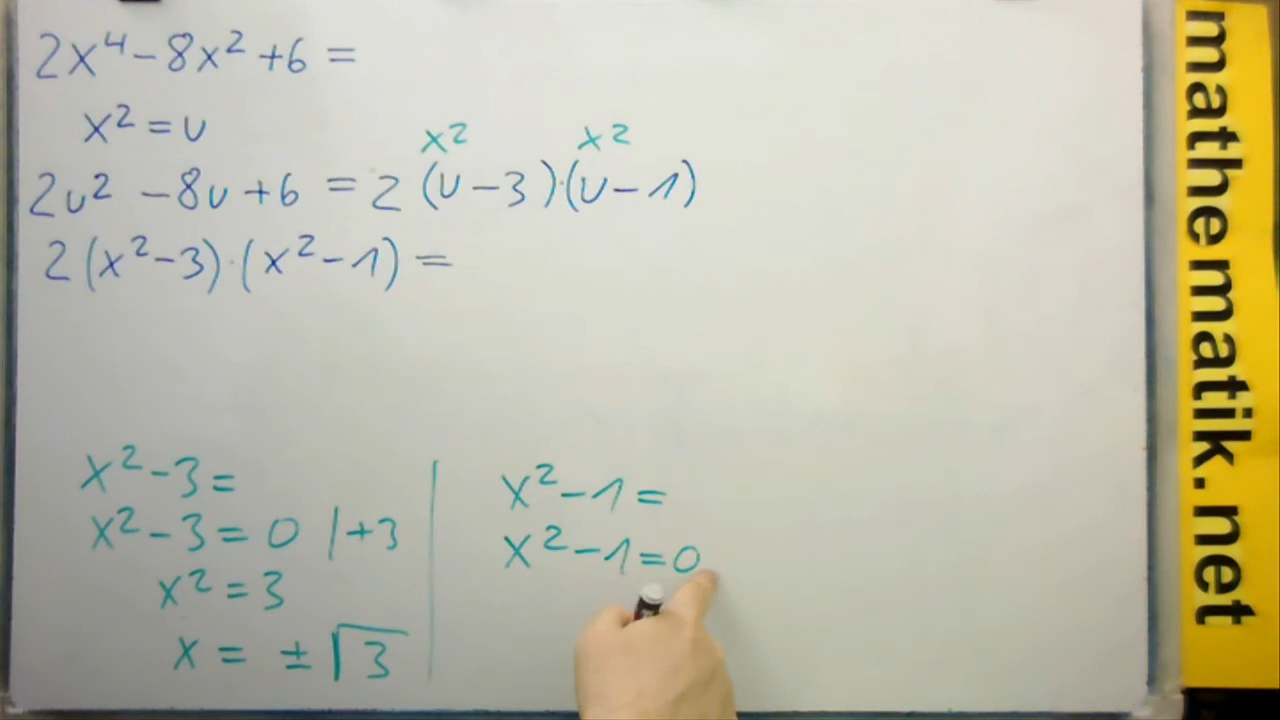 2x⁴ - 8x² + 6 =
x² = u
x² x²
2u² - 8u + 6 = 2 (u - 3)·(u - 1)
2(x² - 3)·(x² - 1) =
x² - 3 =
x² - 3 = 0 | +3
x² = 3
x = ± √3
x² - 1 =
x² - 1 = 0
mathematik.net